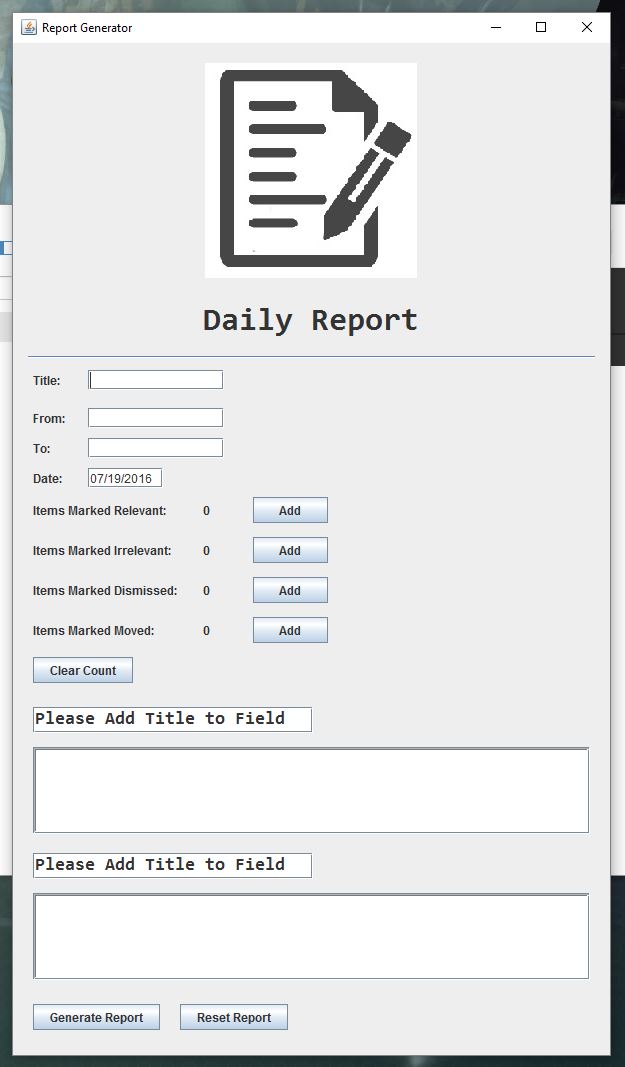 Report Generator
Daily Report
Title:
From:
To:
Date: 07/19/2016
Items Marked Relevant: 0 Add
Items Marked Irrelevant: 0 Add
Items Marked Dismissed: 0 Add
Items Marked Moved: 0 Add
Clear Count
Please Add Title to Field
Please Add Title to Field
Generate Report Reset Report